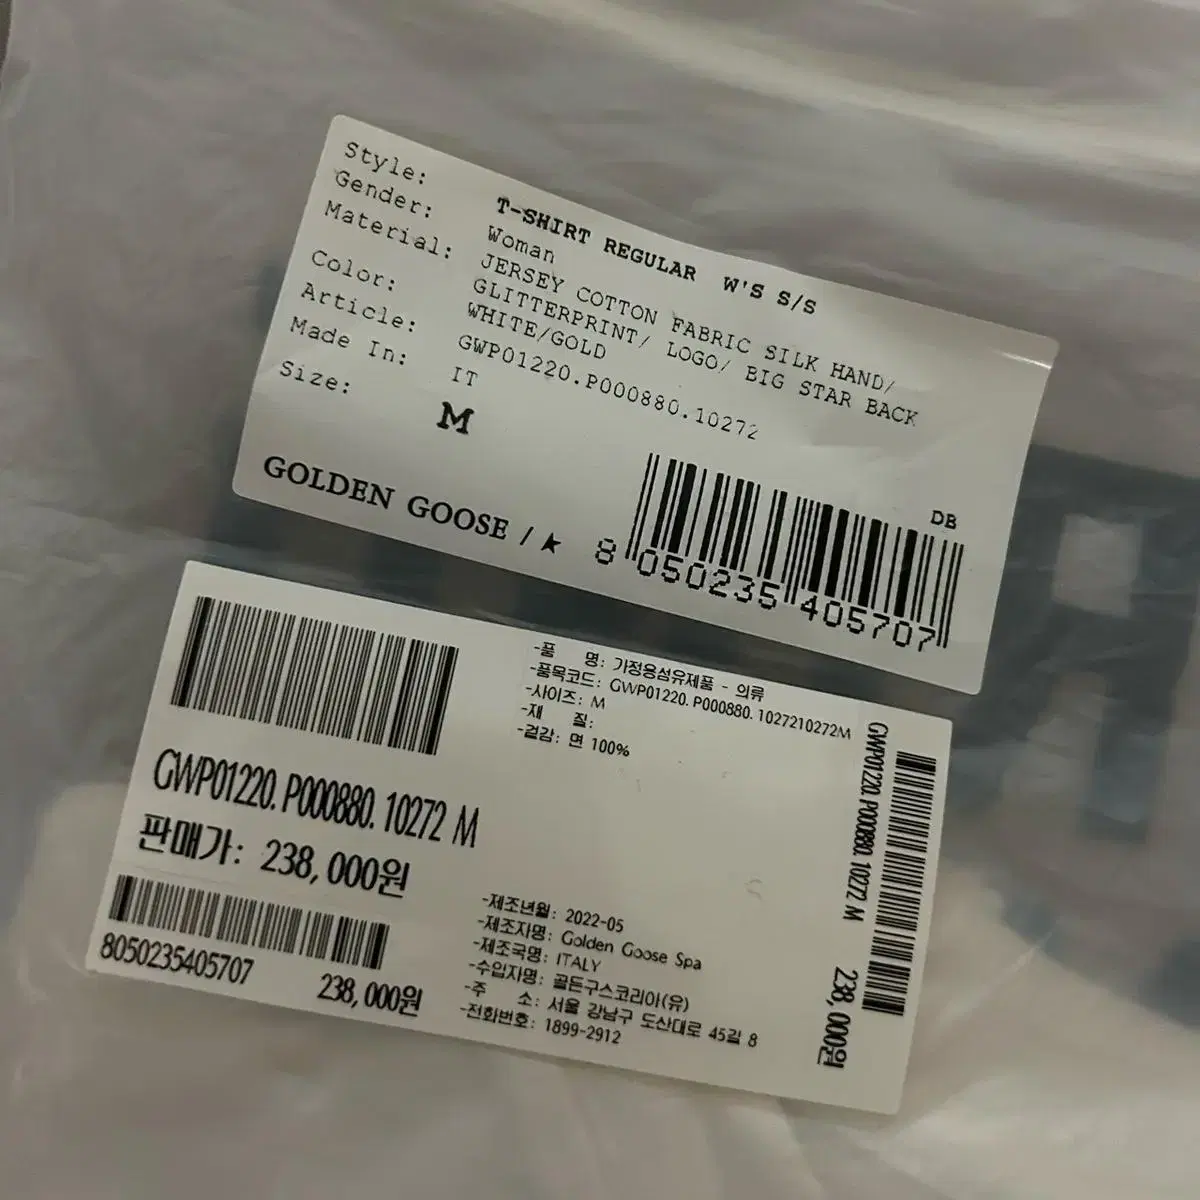 Style: T-SHIRT REGULAR W'S S/S
Gender: Woman
Material: JERSEY COTTON FABRIC SILK HAND/
GLITTERPRINT/ LOGO/ BIG STAR BACK
Color: WHITE/GOLD
Article: GWP01220.P000880.10272
Made In: IT
Size: M
GOLDEN GOOSE /
DB
8 050235 405707
-품 명: 가정용섬유제품 - 의류
-품목코드: GWP01220. P000880. 1027210272M
-사이즈: M
-재 질:
-겉감: 면 100%
GWP01220. P000880. 10272 M
판매가: 238,000원
8050235405707 238,000원
-제조년월: 2022-05
-제조자명: Golden Goose Spa
-제조국명: ITALY
-수입자명: 골든구스코리아(유)
-주 소: 서울 강남구 도산대로 45길 8
-전화번호: 1899-2912
GWP01220.P000880. 10272 M
238,000원